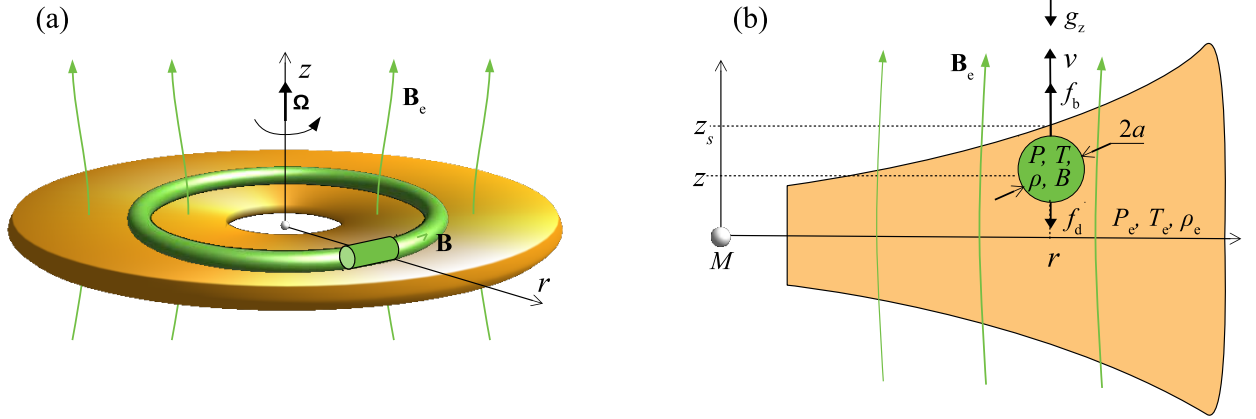 (a)
z
Ω
B_e
B
r
(b)
g_z
v
B_e
f_b
z_s
2a
P, T,
z
ρ, B
f_d
P_e, T_e, ρ_e
M
r